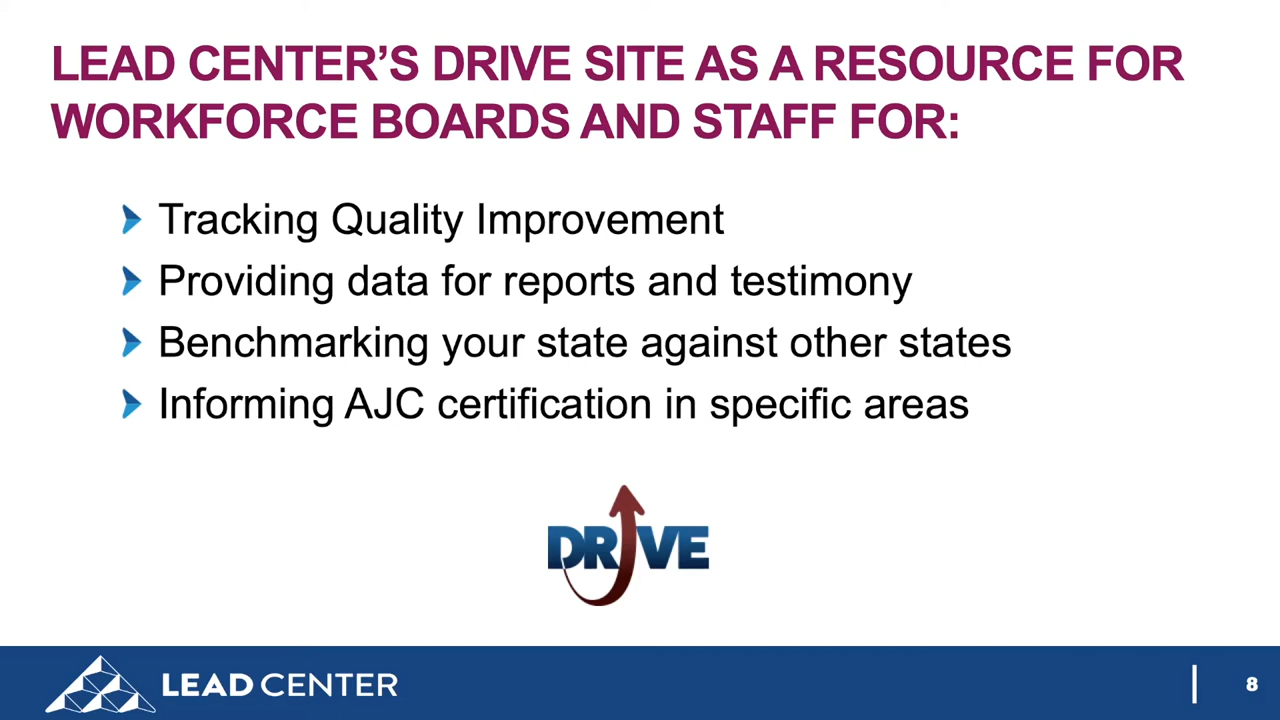 LEAD CENTER’S DRIVE SITE AS A RESOURCE FOR
WORKFORCE BOARDS AND STAFF FOR:
Tracking Quality Improvement
Providing data for reports and testimony
Benchmarking your state against other states
Informing AJC certification in specific areas
DRIVE
LEAD CENTER
8